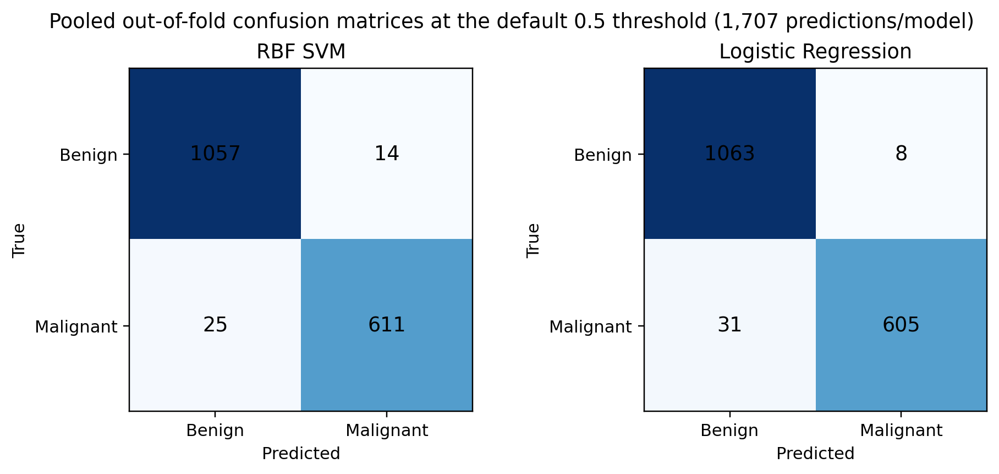 Pooled out-of-fold confusion matrices at the default 0.5 threshold (1,707 predictions/model)
RBF SVM
True
Benign
1057
14
Malignant
25
611
Benign
Malignant
Predicted
Logistic Regression
True
Benign
1063
8
Malignant
31
605
Benign
Malignant
Predicted